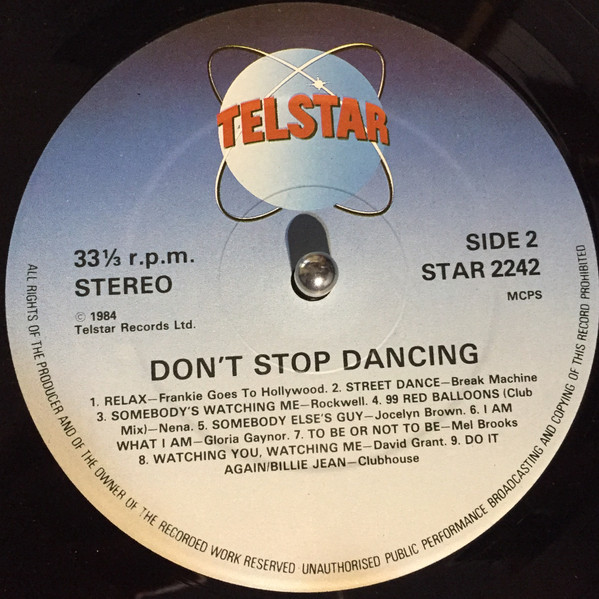 TELSTAR
33⅓ r.p.m.
STEREO
SIDE 2
STAR 2242
MCPS
© 1984
Telstar Records Ltd.
DON'T STOP DANCING
1. RELAX—Frankie Goes To Hollywood. 2. STREET DANCE—Break Machine
3. SOMEBODY'S WATCHING ME—Rockwell. 4. 99 RED BALLOONS (Club
Mix)—Nena. 5. SOMEBODY ELSE'S GUY—Jocelyn Brown. 6. I AM
WHAT I AM—Gloria Gaynor. 7. TO BE OR NOT TO BE—Mel Brooks
8. WATCHING YOU, WATCHING ME—David Grant. 9. DO IT
AGAIN/BILLIE JEAN—Clubhouse
ALL RIGHTS OF THE PRODUCER AND OF THE OWNER OF THE RECORDED WORK RESERVED · UNAUTHORISED PUBLIC PERFORMANCE BROADCASTING AND COPYING OF THIS RECORD PROHIBITED